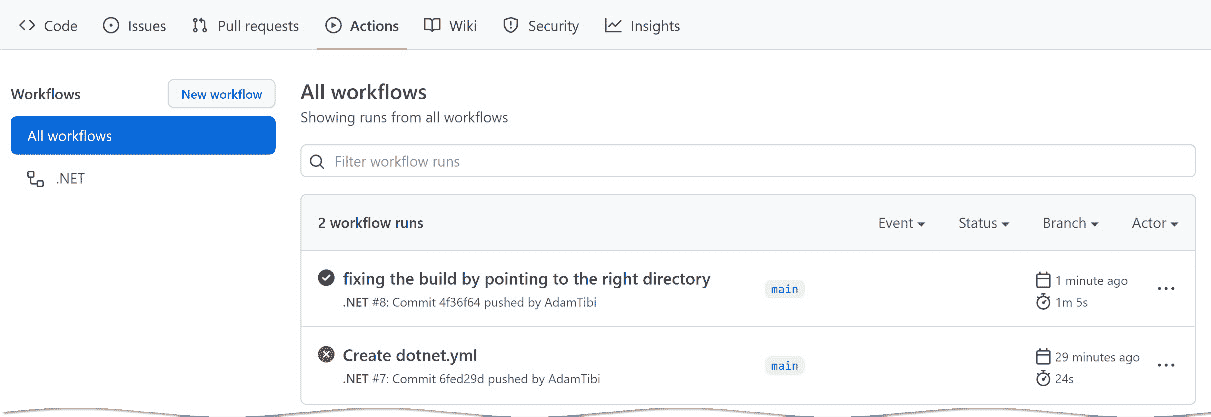 Code Issues Pull requests Actions Wiki Security Insights
Workflows New workflow
All workflows
.NET
All workflows
Showing runs from all workflows
Filter workflow runs
2 workflow runs Event Status Branch Actor
fixing the build by pointing to the right directory
.NET #8: Commit 4f36f64 pushed by AdamTibi
main
1 minute ago
1m 5s
Create dotnet.yml
.NET #7: Commit 6fed29d pushed by AdamTibi
main
29 minutes ago
24s